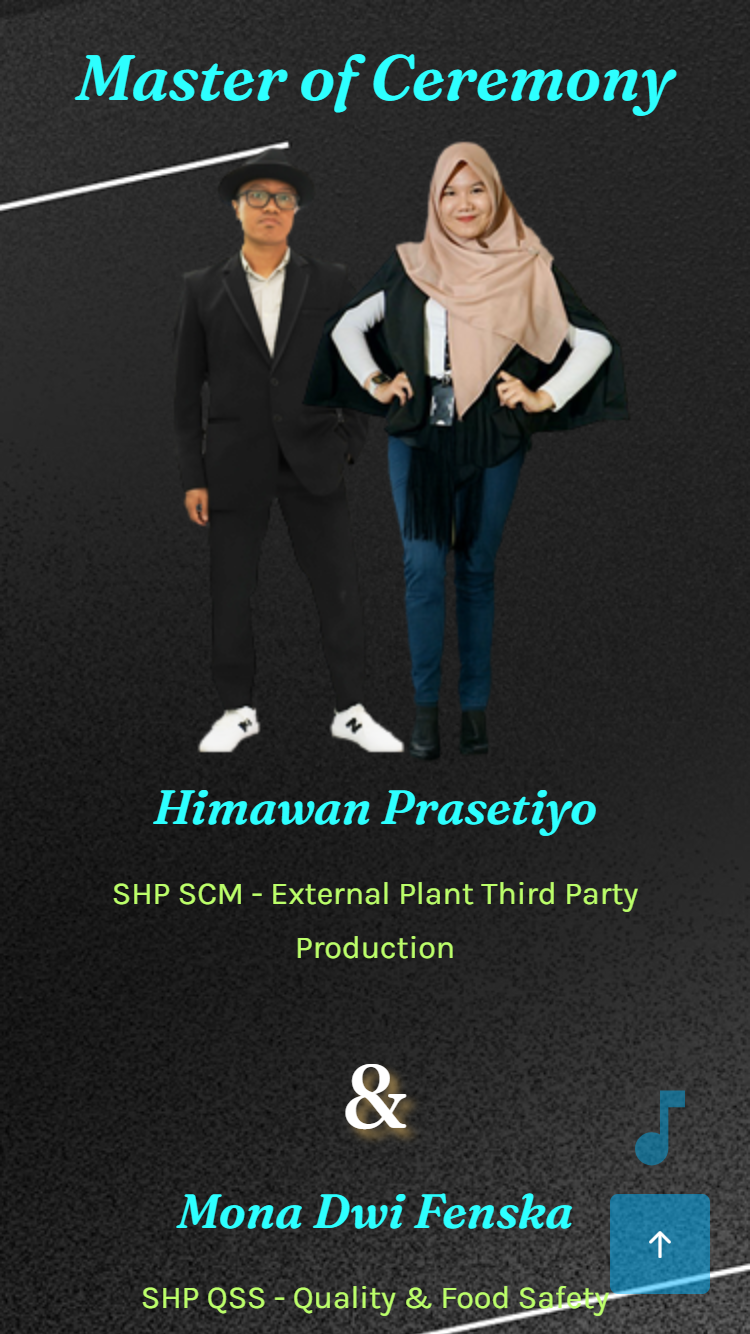 Master of Ceremony
Himawan Prasetiyo
SHP SCM - External Plant Third Party
Production
&
Mona Dwi Fenska
SHP QSS - Quality & Food Safety